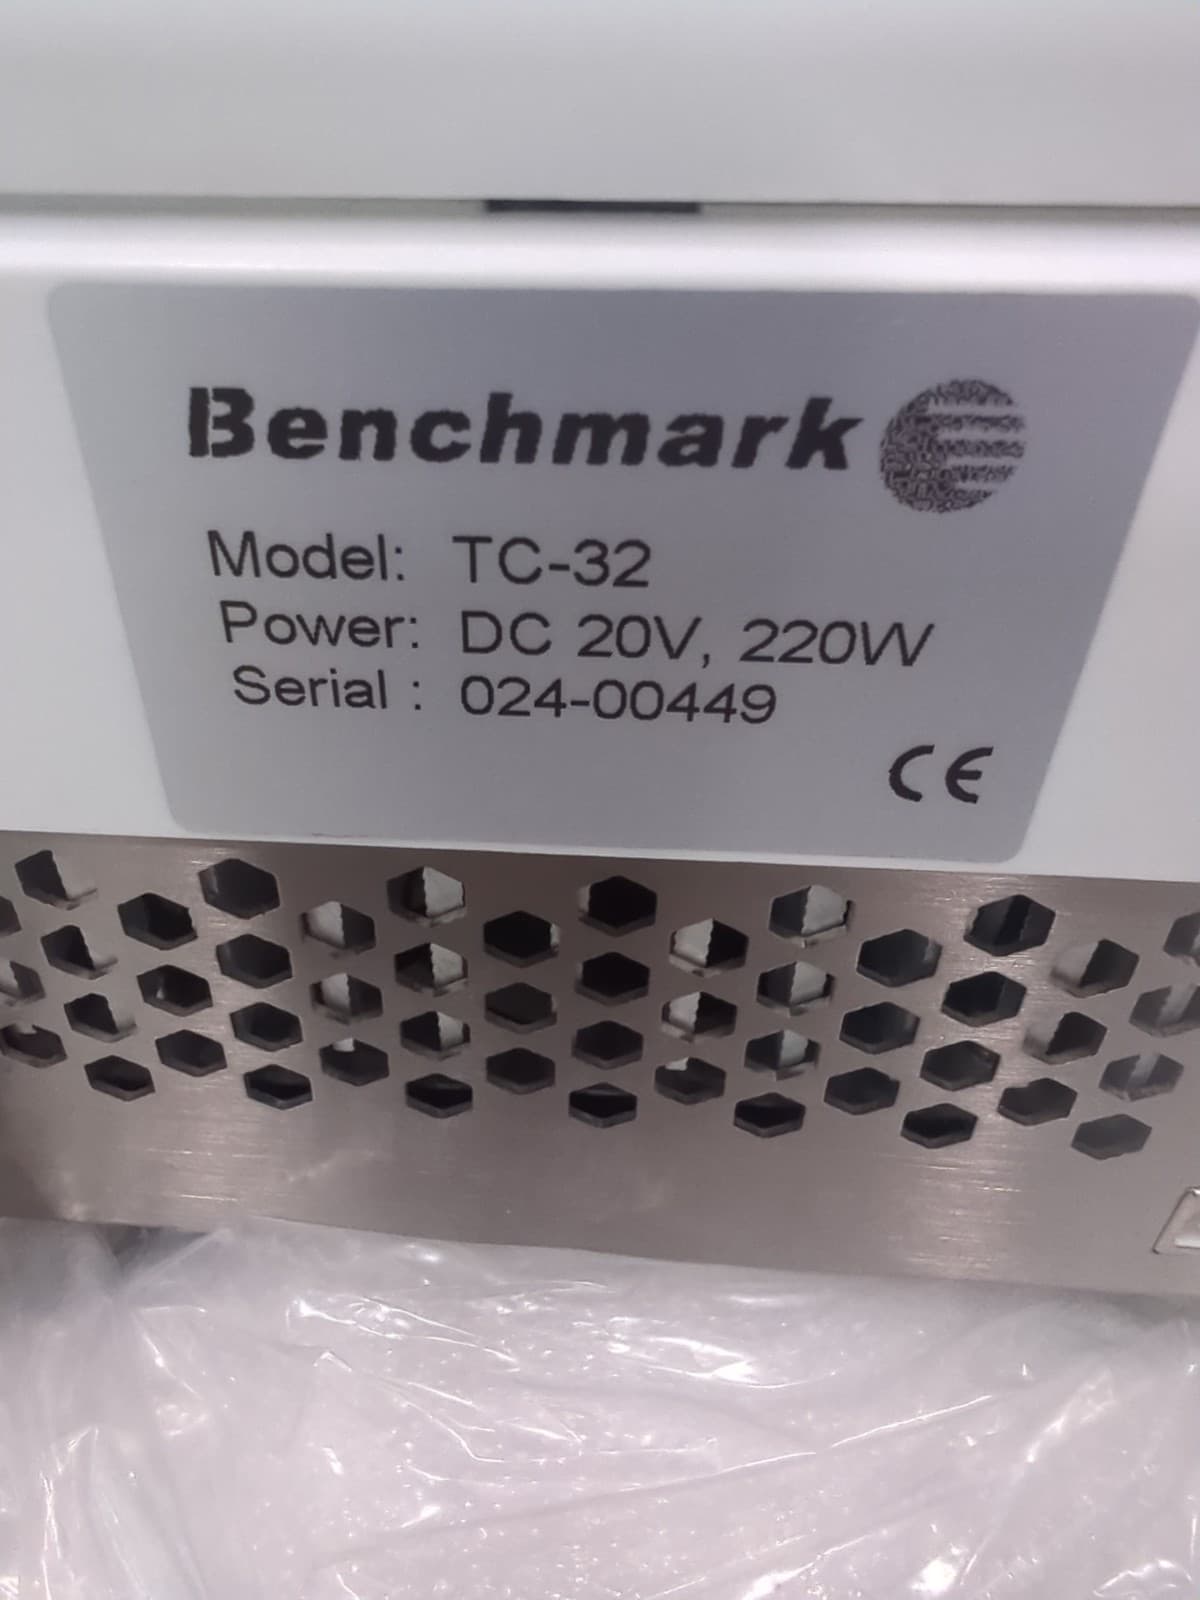 Benchmark
Model: TC-32
Power: DC 20V, 220W
Serial : 024-00449
CE